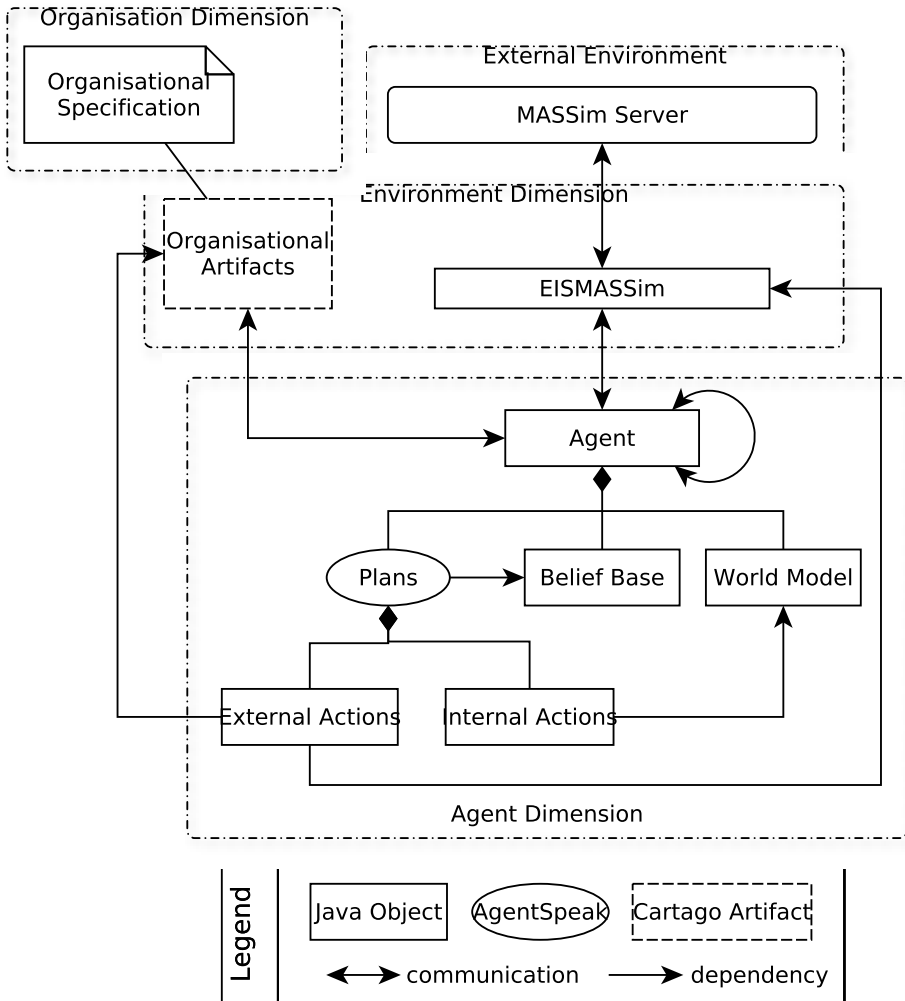 Organisation Dimension
Organisational
Specification
External Environment
MASSim Server
Environment Dimension
Organisational
Artifacts
EISMASSim
Agent
Plans
Belief Base
World Model
External Actions
Internal Actions
Agent Dimension
Legend
Java Object
AgentSpeak
Cartago Artifact
communication
dependency